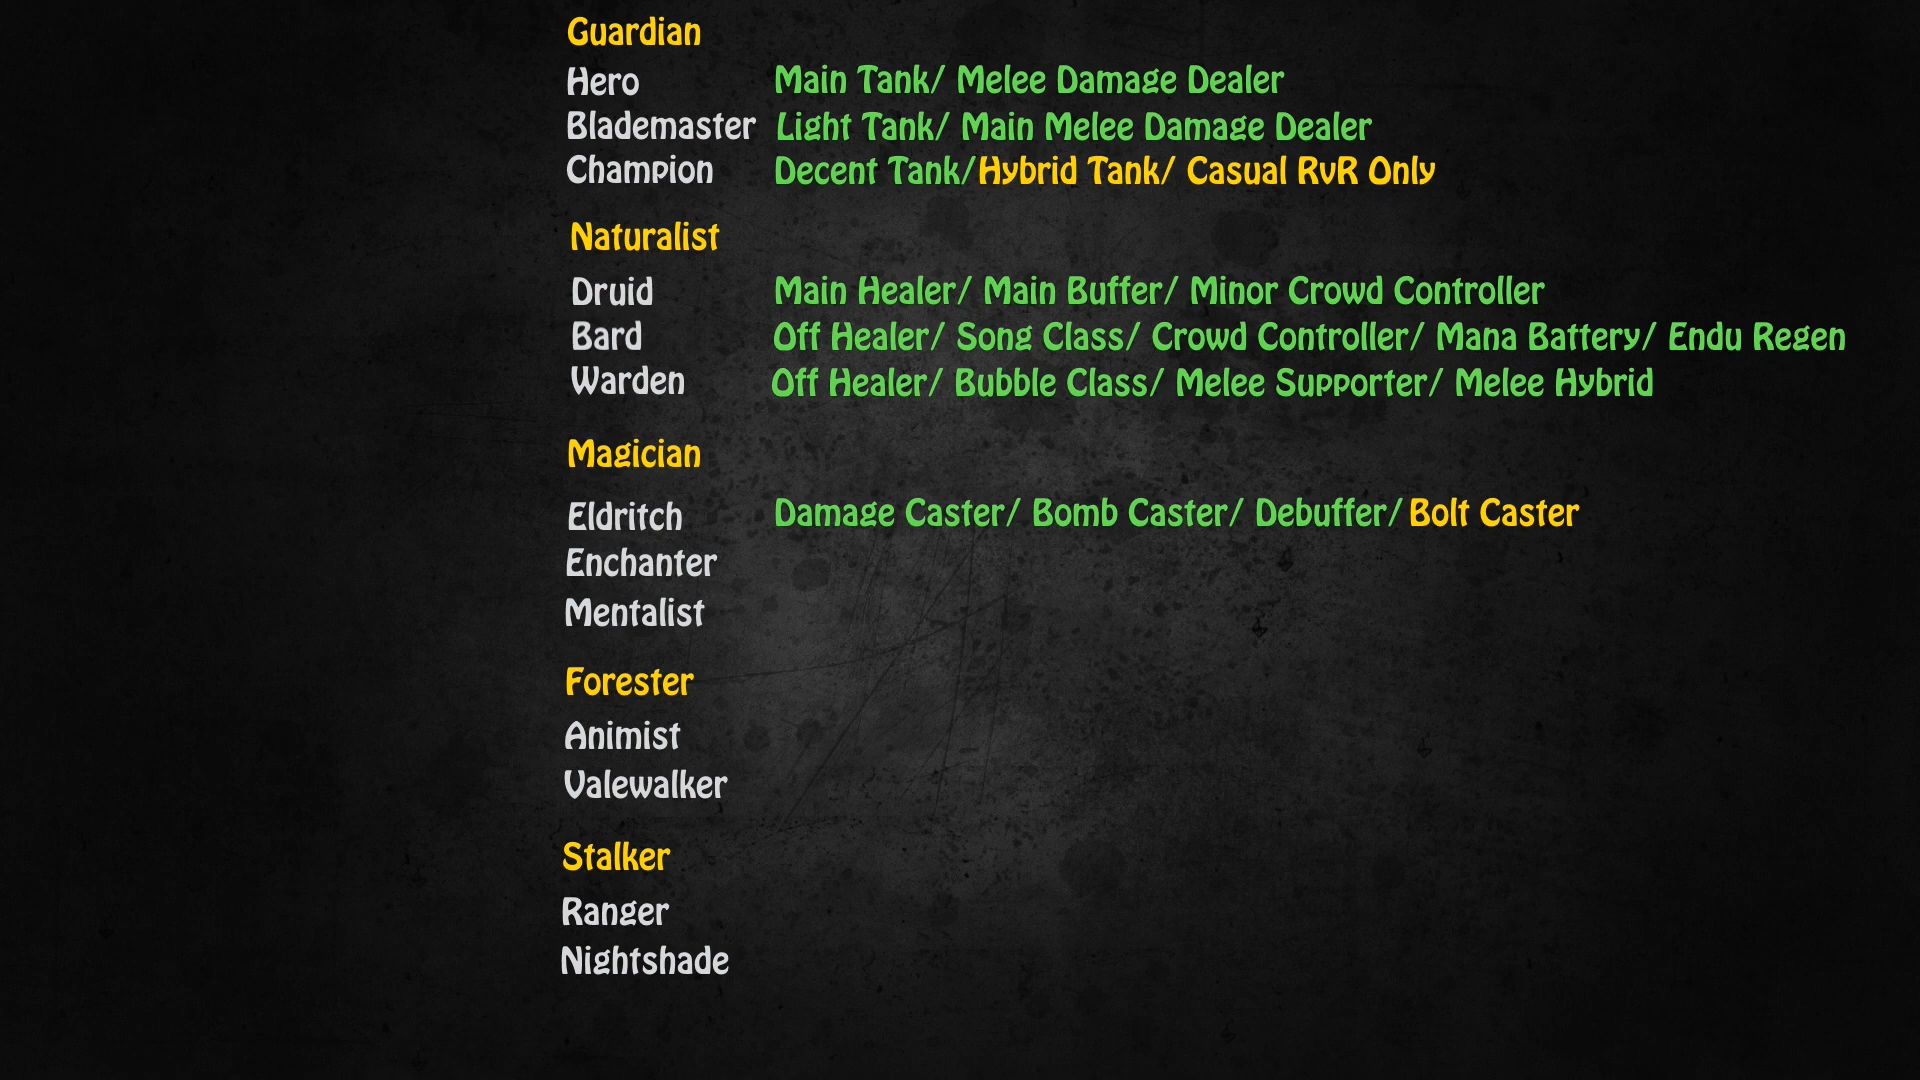 Guardian
Hero Main Tank/ Melee Damage Dealer
Blademaster Light Tank/ Main Melee Damage Dealer
Champion Decent Tank/Hybrid Tank/ Casual RvR Only
Naturalist
Druid Main Healer/ Main Buffer/ Minor Crowd Controller
Bard Off Healer/ Song Class/ Crowd Controller/ Mana Battery/ Endu Regen
Warden Off Healer/ Bubble Class/ Melee Supporter/ Melee Hybrid
Magician
Eldritch Damage Caster/ Bomb Caster/ Debuffer/ Bolt Caster
Enchanter
Mentalist
Forester
Animist
Valewalker
Stalker
Ranger
Nightshade